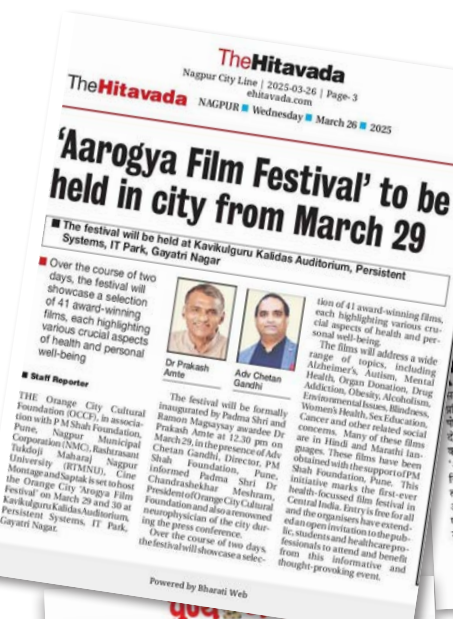 TheHitavada
Nagpur City Line | 2025-03-26 | Page- 3
ehitavada.com
TheHitavada NAGPUR ■ Wednesday ■ March 26 ■ 2025
'Aarogya Film Festival' to be
held in city from March 29
■ The festival will be held at Kavikulguru Kalidas Auditorium, Persistent
Systems, IT Park, Gayatri Nagar
■ Over the course of two
days, the festival will
showcase a selection
of 41 award-winning
films, each highlighting
various crucial aspects
of health and personal
well-being
■ Staff Reporter
THE Orange City Cultural
Foundation (OCCF), in associa-
tion with P M Shah Foundation,
Pune, Nagpur Municipal
Corporation (NMC), Rashtrasant
Tukdoji Maharaj Nagpur
University (RTMNU), Cine
Montage and Saptak is set to host
the Orange City 'Arogya Film
Festival' on March 29 and 30 at
Kavikulguru Kalidas Auditorium,
Persistent Systems, IT Park,
Gayatri Nagar.
Dr Prakash
Amte
Adv Chetan
Gandhi
The festival will be formally
inaugurated by Padma Shri and
Ramon Magsaysay awardee Dr
Prakash Amte at 12.30 pm on
March 29, in the presence of Adv
Chetan Gandhi, Director, PM
Shah Foundation, Pune,
informed Padma Shri Dr
Chandrashekhar Meshram,
President of Orange City Cultural
Foundation and also a renowned
neurophysician of the city dur-
ing the press conference.
Over the course of two days,
the festival will showcase a selec-
tion of 41 award-winning films,
each highlighting various cru-
cial aspects of health and per-
sonal well-being.
The films will address a wide
range of topics, including
Alzheimer's, Autism, Mental
Health, Organ Donation, Drug
Addiction, Obesity, Alcoholism,
Environmental Issues, Blindness,
Women's Health, Sex Education,
Cancer and other related social
concerns. Many of these films
are in Hindi and Marathi lan-
guages. These films have been
obtained with the support of PM
Shah Foundation, Pune. This
initiative marks the first-ever
health-focussed film festival in
Central India. Entry is free for all
and the organisers have extend-
ed an open invitation to the pub-
lic, students and healthcare pro-
fessionals to attend and benefit
from this informative and
thought-provoking event.
Powered by Bharati Web